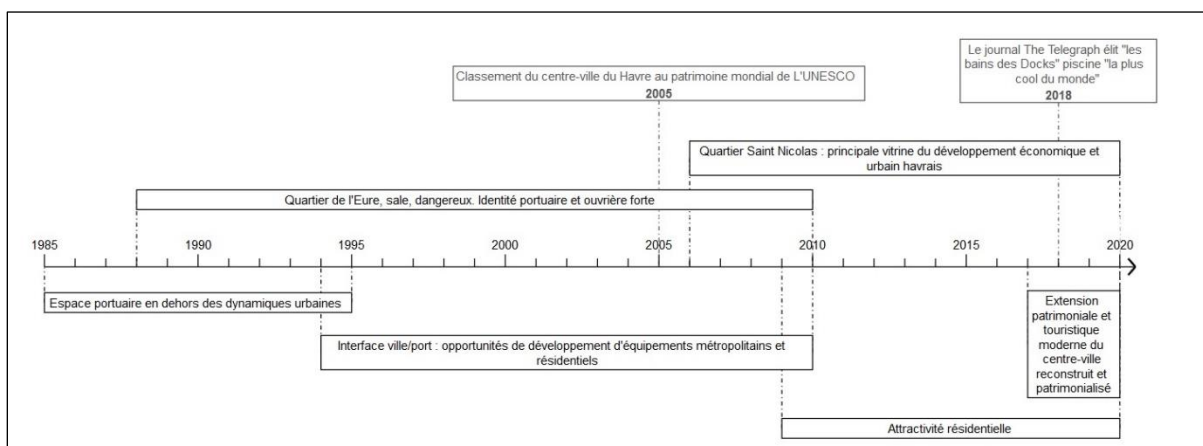 Le journal The Telegraph élit "les
bains des Docks" piscine "la plus
cool du monde"
2018
Classement du centre-ville du Havre au patrimoine mondial de L'UNESCO
2005
Quartier Saint Nicolas : principale vitrine du développement économique et
urbain havrais
Quartier de l'Eure, sale, dangereux. Identité portuaire et ouvrière forte
1985 1990 1995 2000 2005 2010 2015 2020
Espace portuaire en dehors des dynamiques urbaines
Interface ville/port : opportunités de développement d'équipements métropolitains et
résidentiels
Extension
patrimoniale et
touristique
moderne du
centre-ville
reconstruit et
patrimonialisé
Attractivité résidentielle